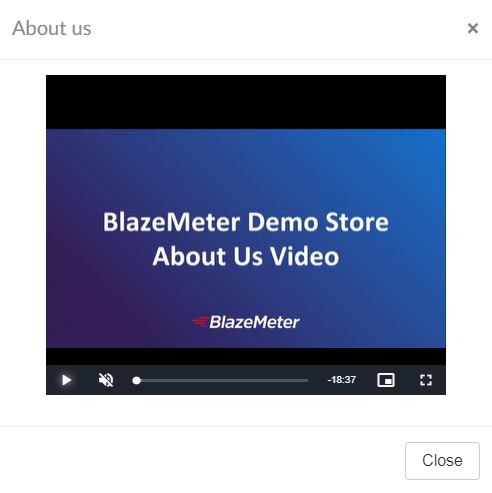 About us
×
BlazeMeter Demo Store
About Us Video
BlazeMeter
-18:37
Close